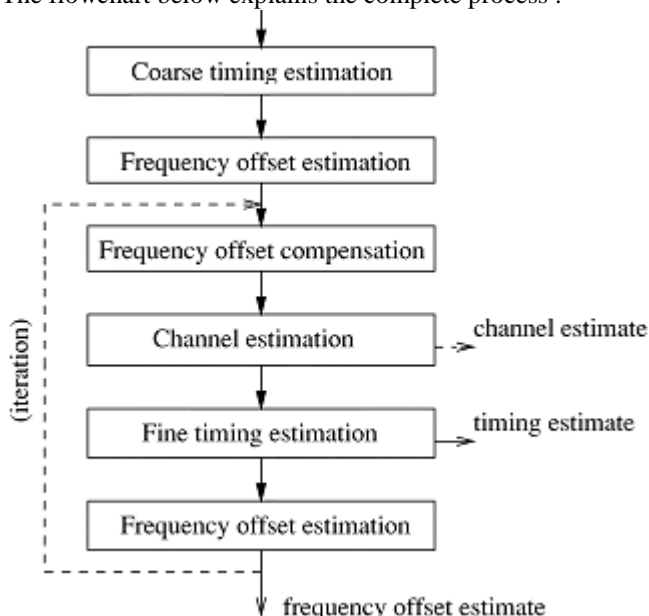 The flowchart below explains the complete process :
Coarse timing estimation
Frequency offset estimation
Frequency offset compensation
Channel estimation
channel estimate
(iteration)
Fine timing estimation
timing estimate
Frequency offset estimation
frequency offset estimate